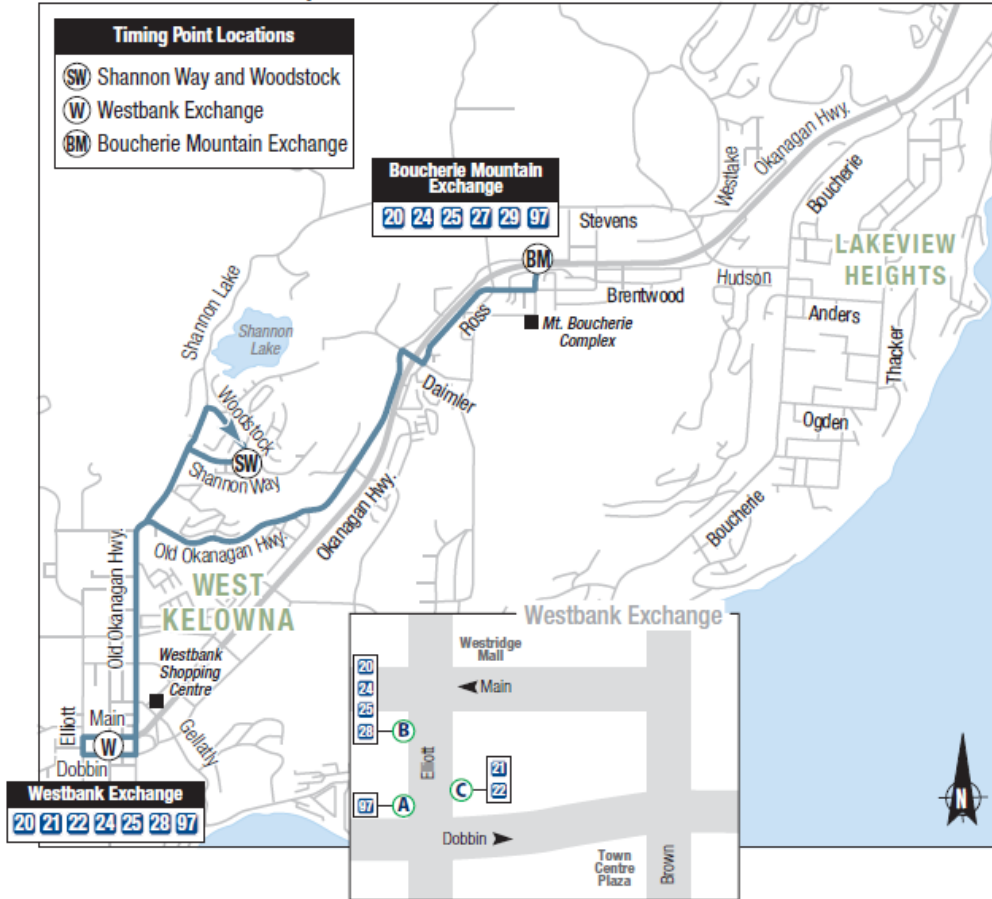 Timing Point Locations
SW Shannon Way and Woodstock
W Westbank Exchange
BM Boucherie Mountain Exchange
Boucherie Mountain
Exchange
20 24 25 27 29 97
BM
Stevens
Westlake
Okanagan Hwy.
Boucherie
LAKEVIEW
HEIGHTS
Hudson
Brentwood
Ross
Mt. Boucherie
Complex
Anders
Thacker
Shannon Lake
Shannon
Lake
Daimler
Ogden
Woodstock
SW
Shannon Way
Okanagan Hwy.
Boucherie
Old Okanagan Hwy.
Old Okanagan Hwy.
WEST
KELOWNA
Westbank
Shopping
Centre
Elliott
Main
W
Gellatly
Dobbin
Westbank Exchange
20 21 22 24 25 28 97
Westbank Exchange
Westridge
Mall
20
24
25
28
B
Main
Elliott
21
22
C
97
A
Dobbin
Town
Centre
Plaza
Brown
N